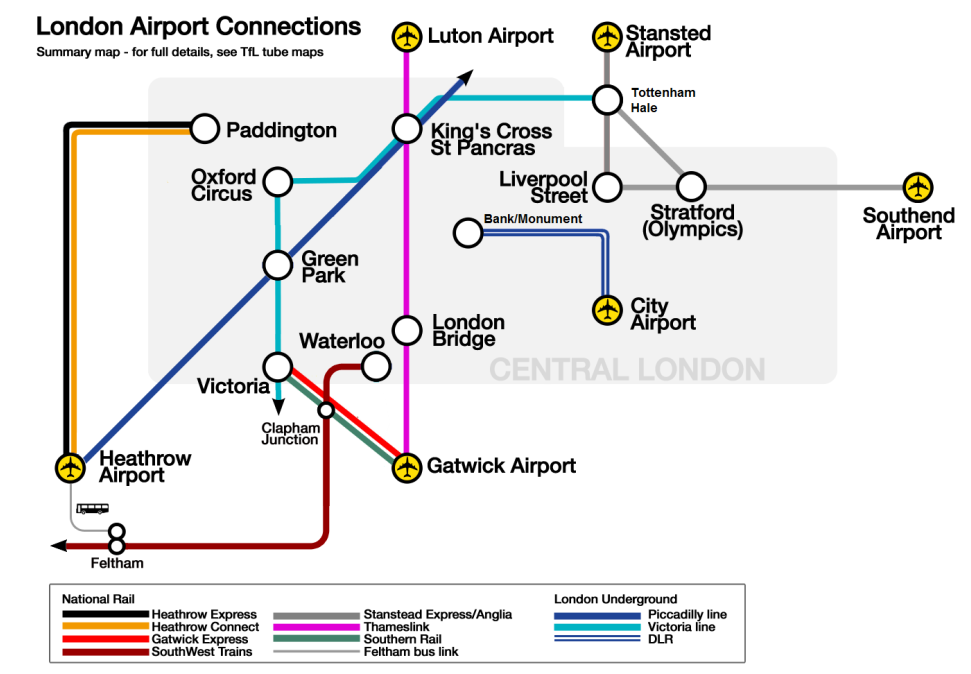 London Airport Connections
Summary map - for full details, see TfL tube maps
Luton Airport
Stansted
Airport
Tottenham
Hale
Paddington
King's Cross
St Pancras
Oxford
Circus
Liverpool
Street
Stratford
(Olympics)
Southend
Airport
Bank/Monument
Green
Park
City
Airport
London
Bridge
Waterloo
CENTRAL LONDON
Victoria
Clapham
Junction
Heathrow
Airport
Gatwick Airport
Feltham
National Rail
Heathrow Express
Heathrow Connect
Gatwick Express
SouthWest Trains
Stanstead Express/Anglia
Thameslink
Southern Rail
Feltham bus link
London Underground
Piccadilly line
Victoria line
DLR